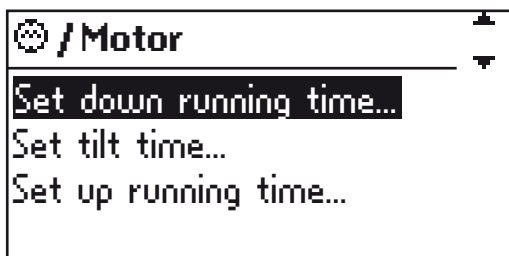 /Motor
Set down running time...
Set tilt time...
Set up running time...